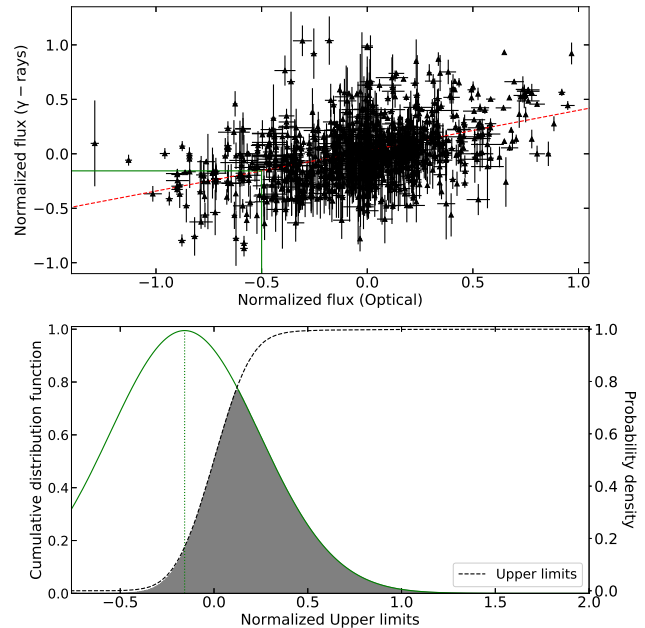 1.0
0.5
0.0
−0.5
−1.0
Normalized flux (γ − rays)
−1.0 −0.5 0.0 0.5 1.0
Normalized flux (Optical)
1.0 1.0
0.8 0.8
0.6 0.6
0.4 0.4
0.2 0.2
0.0 0.0
Cumulative distribution function
Probability density
Upper limits
−0.5 0.0 0.5 1.0 1.5 2.0
Normalized Upper limits